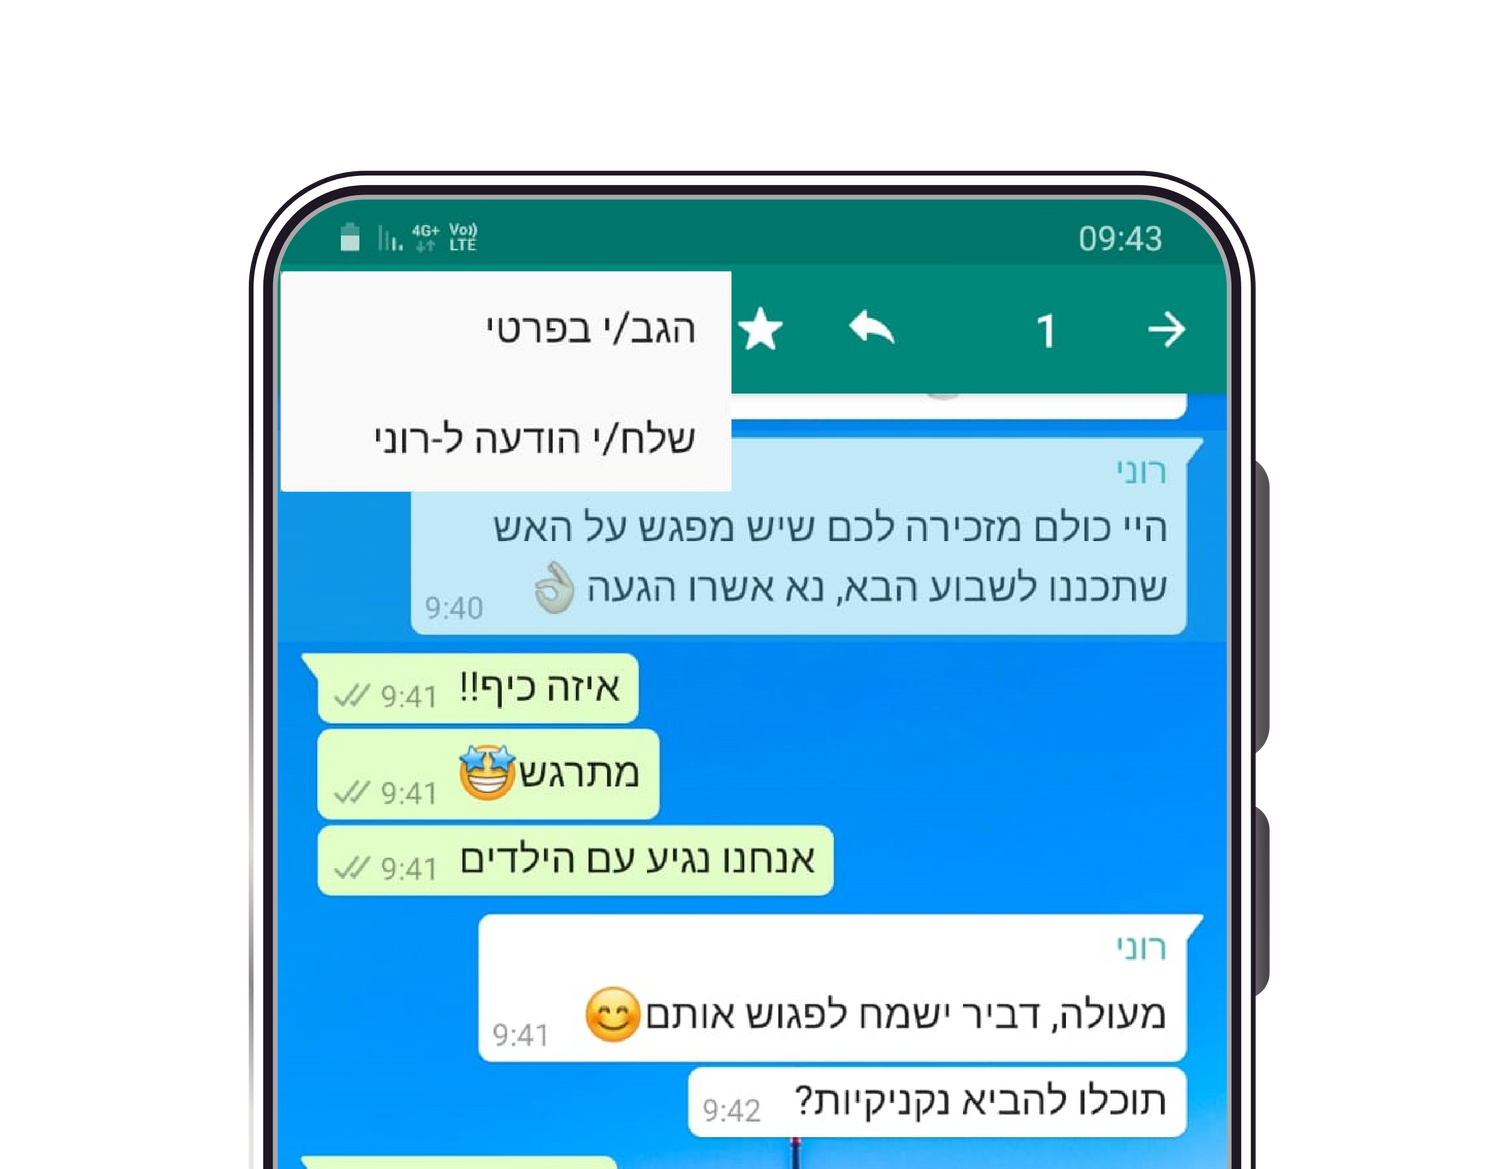 09:43
4G+ Vo)) LTE
1
הגב/י בפרטי
שלח/י הודעה ל-רוני
רוני
היי כולם מזכירה לכם שיש מפגש על האש
שתכננו לשבוע הבא, נא אשרו הגעה 👌
9:40
איזה כיף!!
9:41
מתרגש🤩
9:41
אנחנו נגיע עם הילדים
9:41
רוני
מעולה, דביר ישמח לפגוש אותם😊
9:41
תוכלו להביא נקניקיות?
9:42